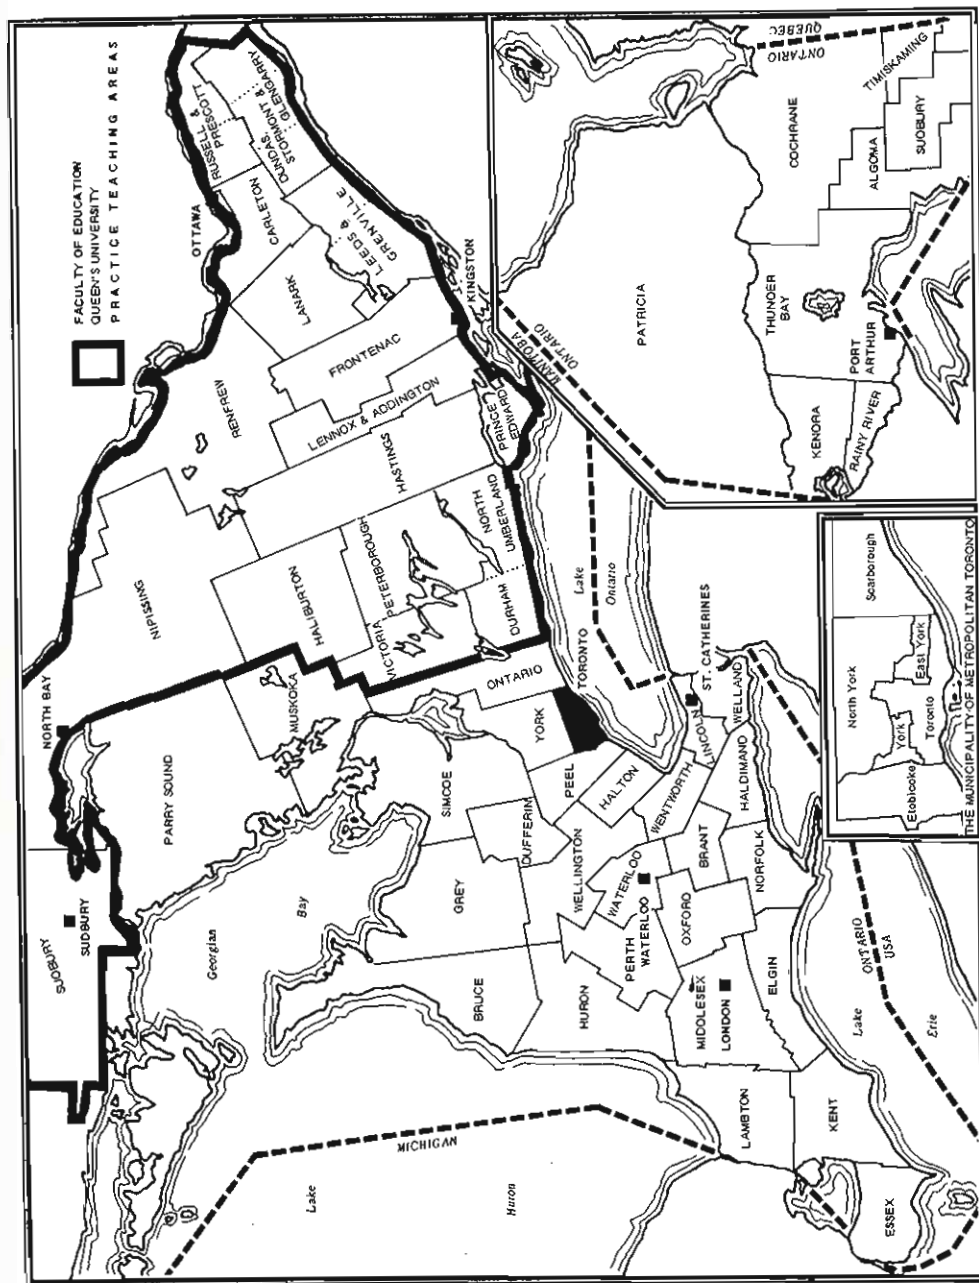 FACULTY OF EDUCATION
QUEEN'S UNIVERSITY
PRACTICE TEACHING AREAS
SUDBURY
SUDBURY
NORTH BAY
NIPISSING
PARRY SOUND
MUSKOKA
HALIBURTON
RENFREW
OTTAWA
RUSSELL &
PRESCOTT
CARLETON
DUNDAS,
STORMONT &
GLENGARRY
LANARK
LEEDS &
GRENVILLE
FRONTENAC
LENNOX & ADDINGTON
HASTINGS
PRINCE
EDWARD
KINGSTON
PETERBOROUGH
VICTORIA
NORTH
UMBERLAND
DURHAM
ONTARIO
YORK
TORONTO
SIMCOE
DUFFERIN
PEEL
HALTON
GREY
BRUCE
WELLINGTON
WATERLOO
PERTH
WATERLOO
HURON
WENTWORTH
LINCOLN
ST. CATHERINES
WELLAND
HALDIMAND
BRANT
NORFOLK
OXFORD
MIDDLESEX
LONDON
ELGIN
LAMBTON
KENT
ESSEX
Georgian
Bay
Lake
Huron
MICHIGAN
Lake
Ontario
Lake
Erie
ONTARIO
USA
QUEBEC
ONTARIO
MANITOBA
ONTARIO
PATRICIA
COCHRANE
TIMISKAMING
ALGOMA
SUDBURY
THUNDER
BAY
PORT
ARTHUR
KENORA
RAINY RIVER
North York
Scarborough
East York
York
Toronto
Etobicoke
THE MUNICIPALITY OF METROPOLITAN TORONTO